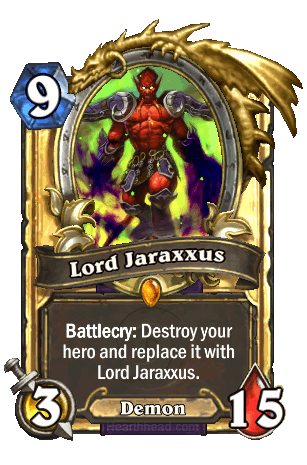 9
Lord Jaraxxus
Battlecry: Destroy your
hero and replace it with
Lord Jaraxxus.
3
Demon
15
Hearthhead.com